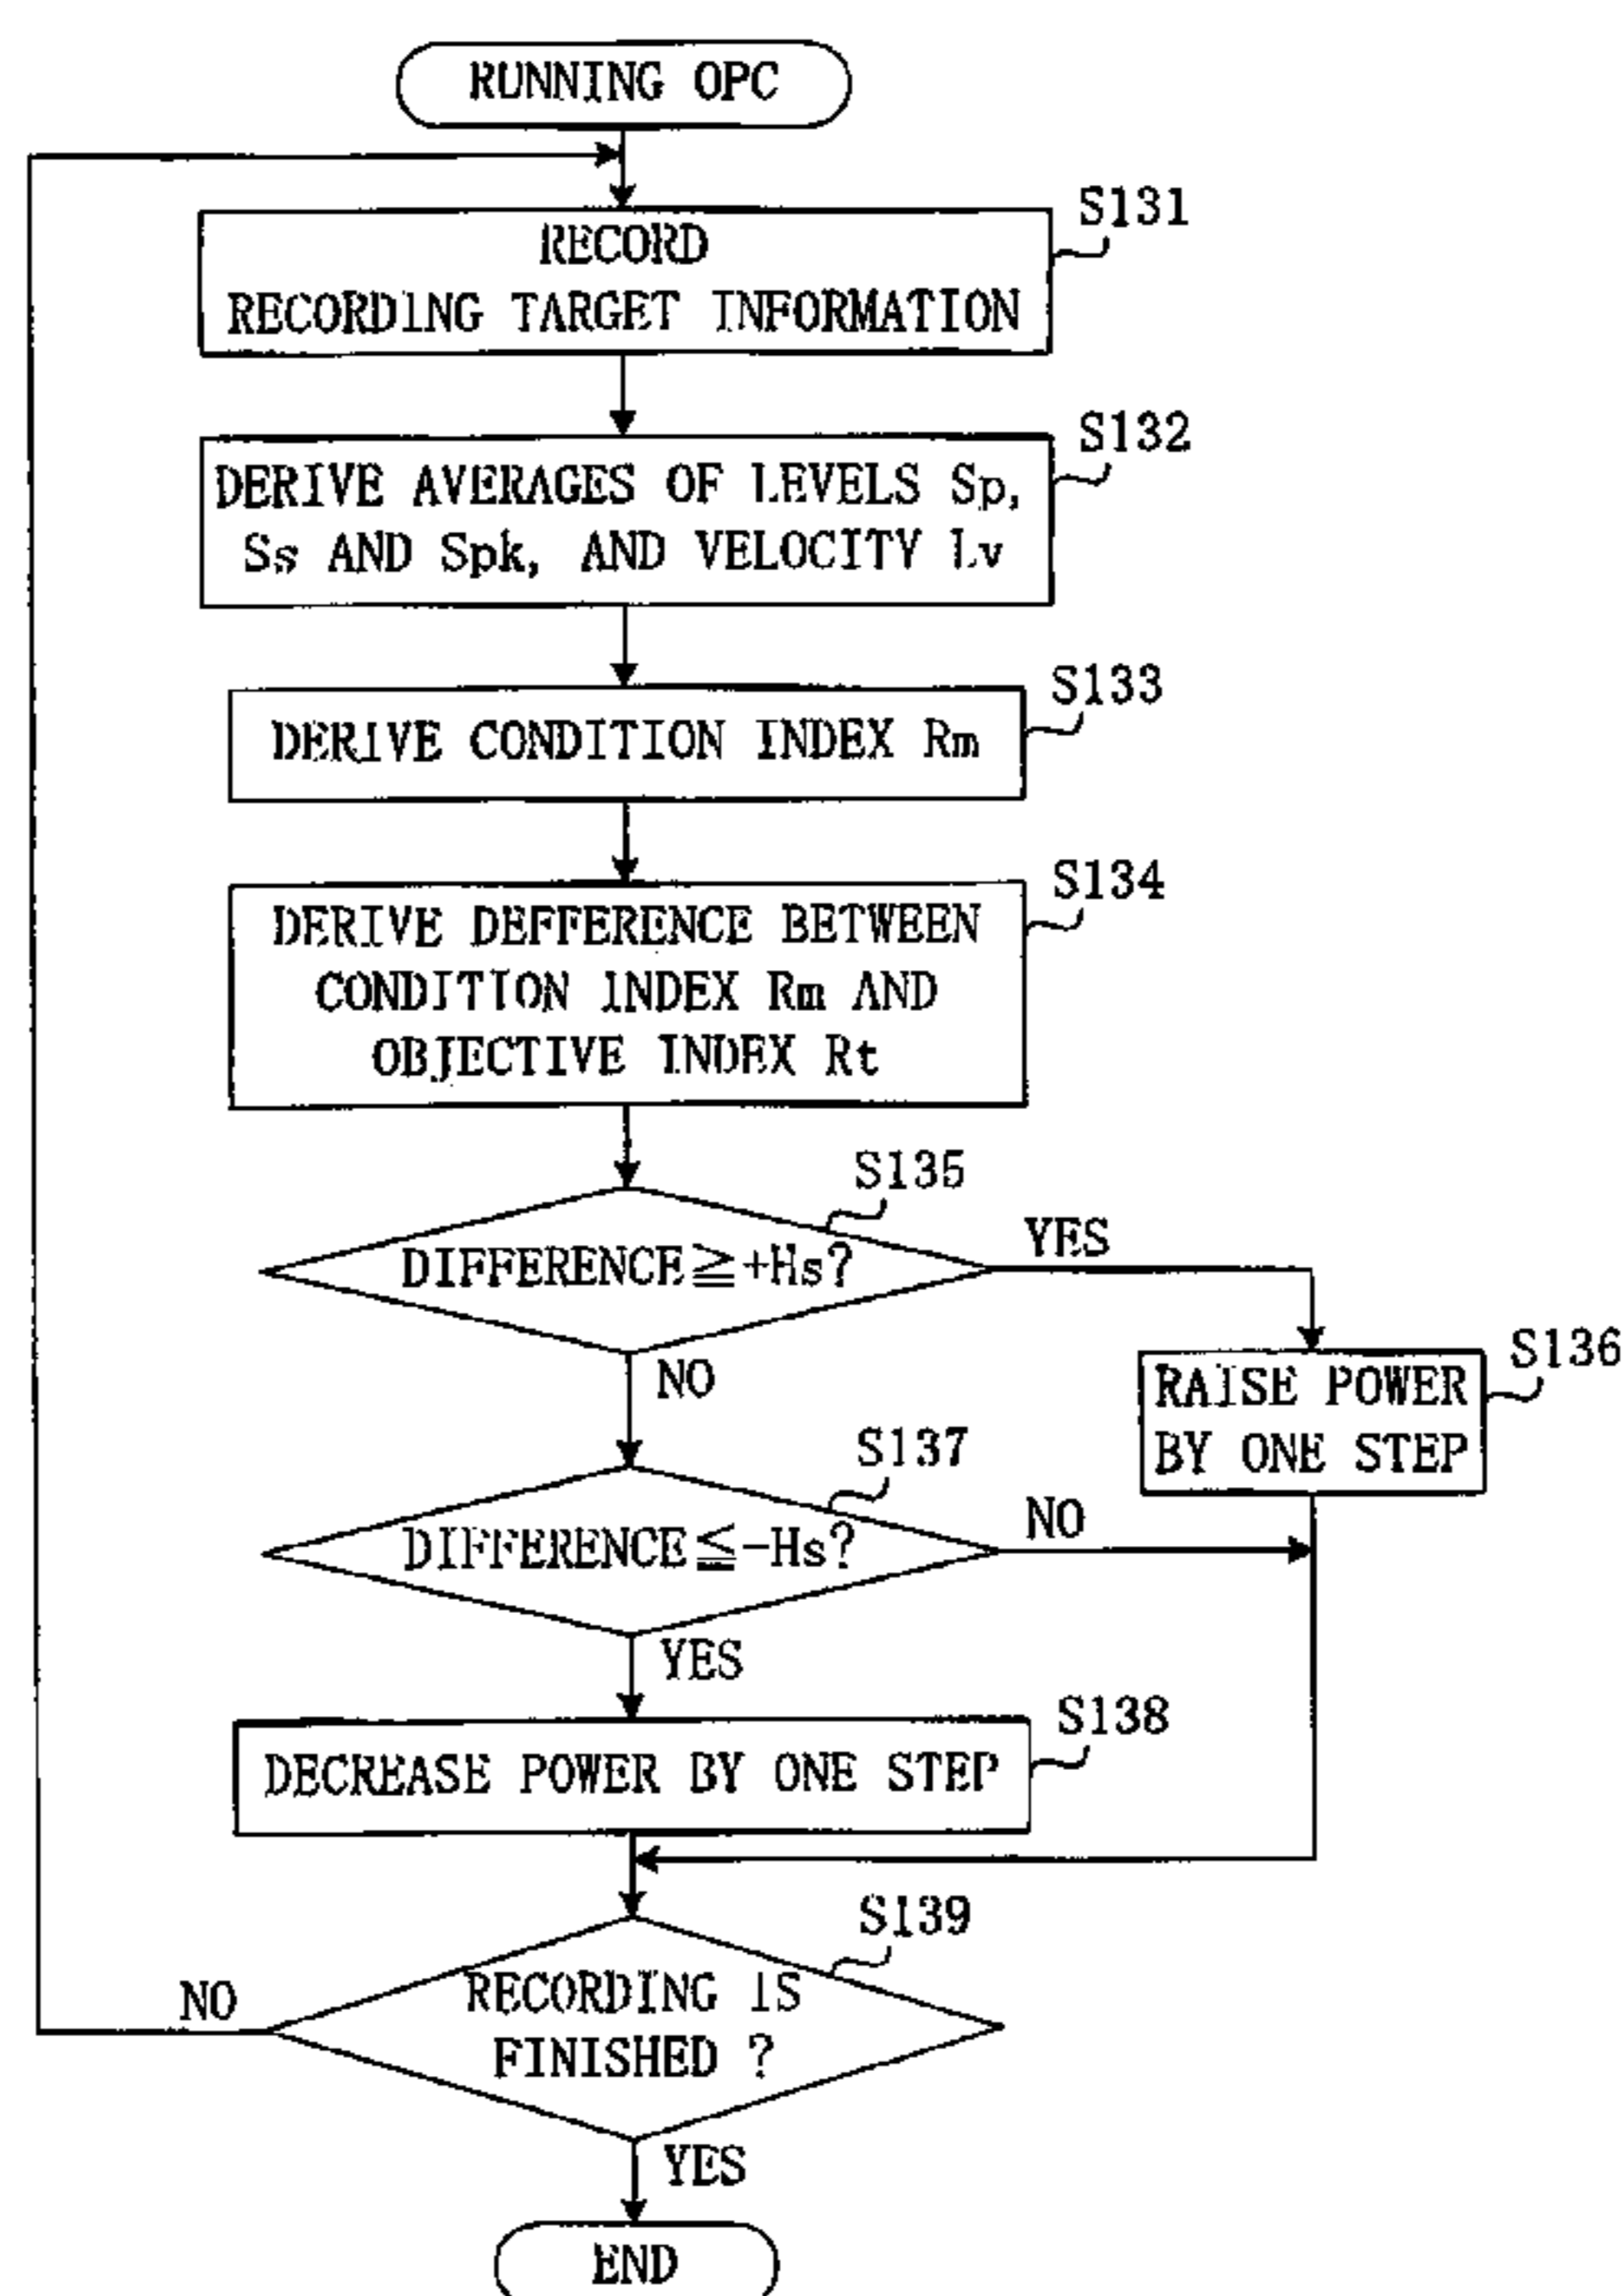 RUNNING OPC
S131
RECORD
RECORDING TARGET INFORMATION
S132
DERIVE AVERAGES OF LEVELS Sp,
Ss AND Spk, AND VELOCITY Lv
S133
DERIVE CONDITION INDEX Rm
S134
DERIVE DEFFERENCE BETWEEN
CONDITION INDEX Rm AND
OBJECTIVE INDEX Rt
S135
DIFFERENCE≧+Hs?
YES
NO
S136
RAISE POWER
BY ONE STEP
S137
DIFFERENCE≦-Hs?
NO
YES
S138
DECREASE POWER BY ONE STEP
S139
RECORDING IS
FINISHED ?
NO
YES
END